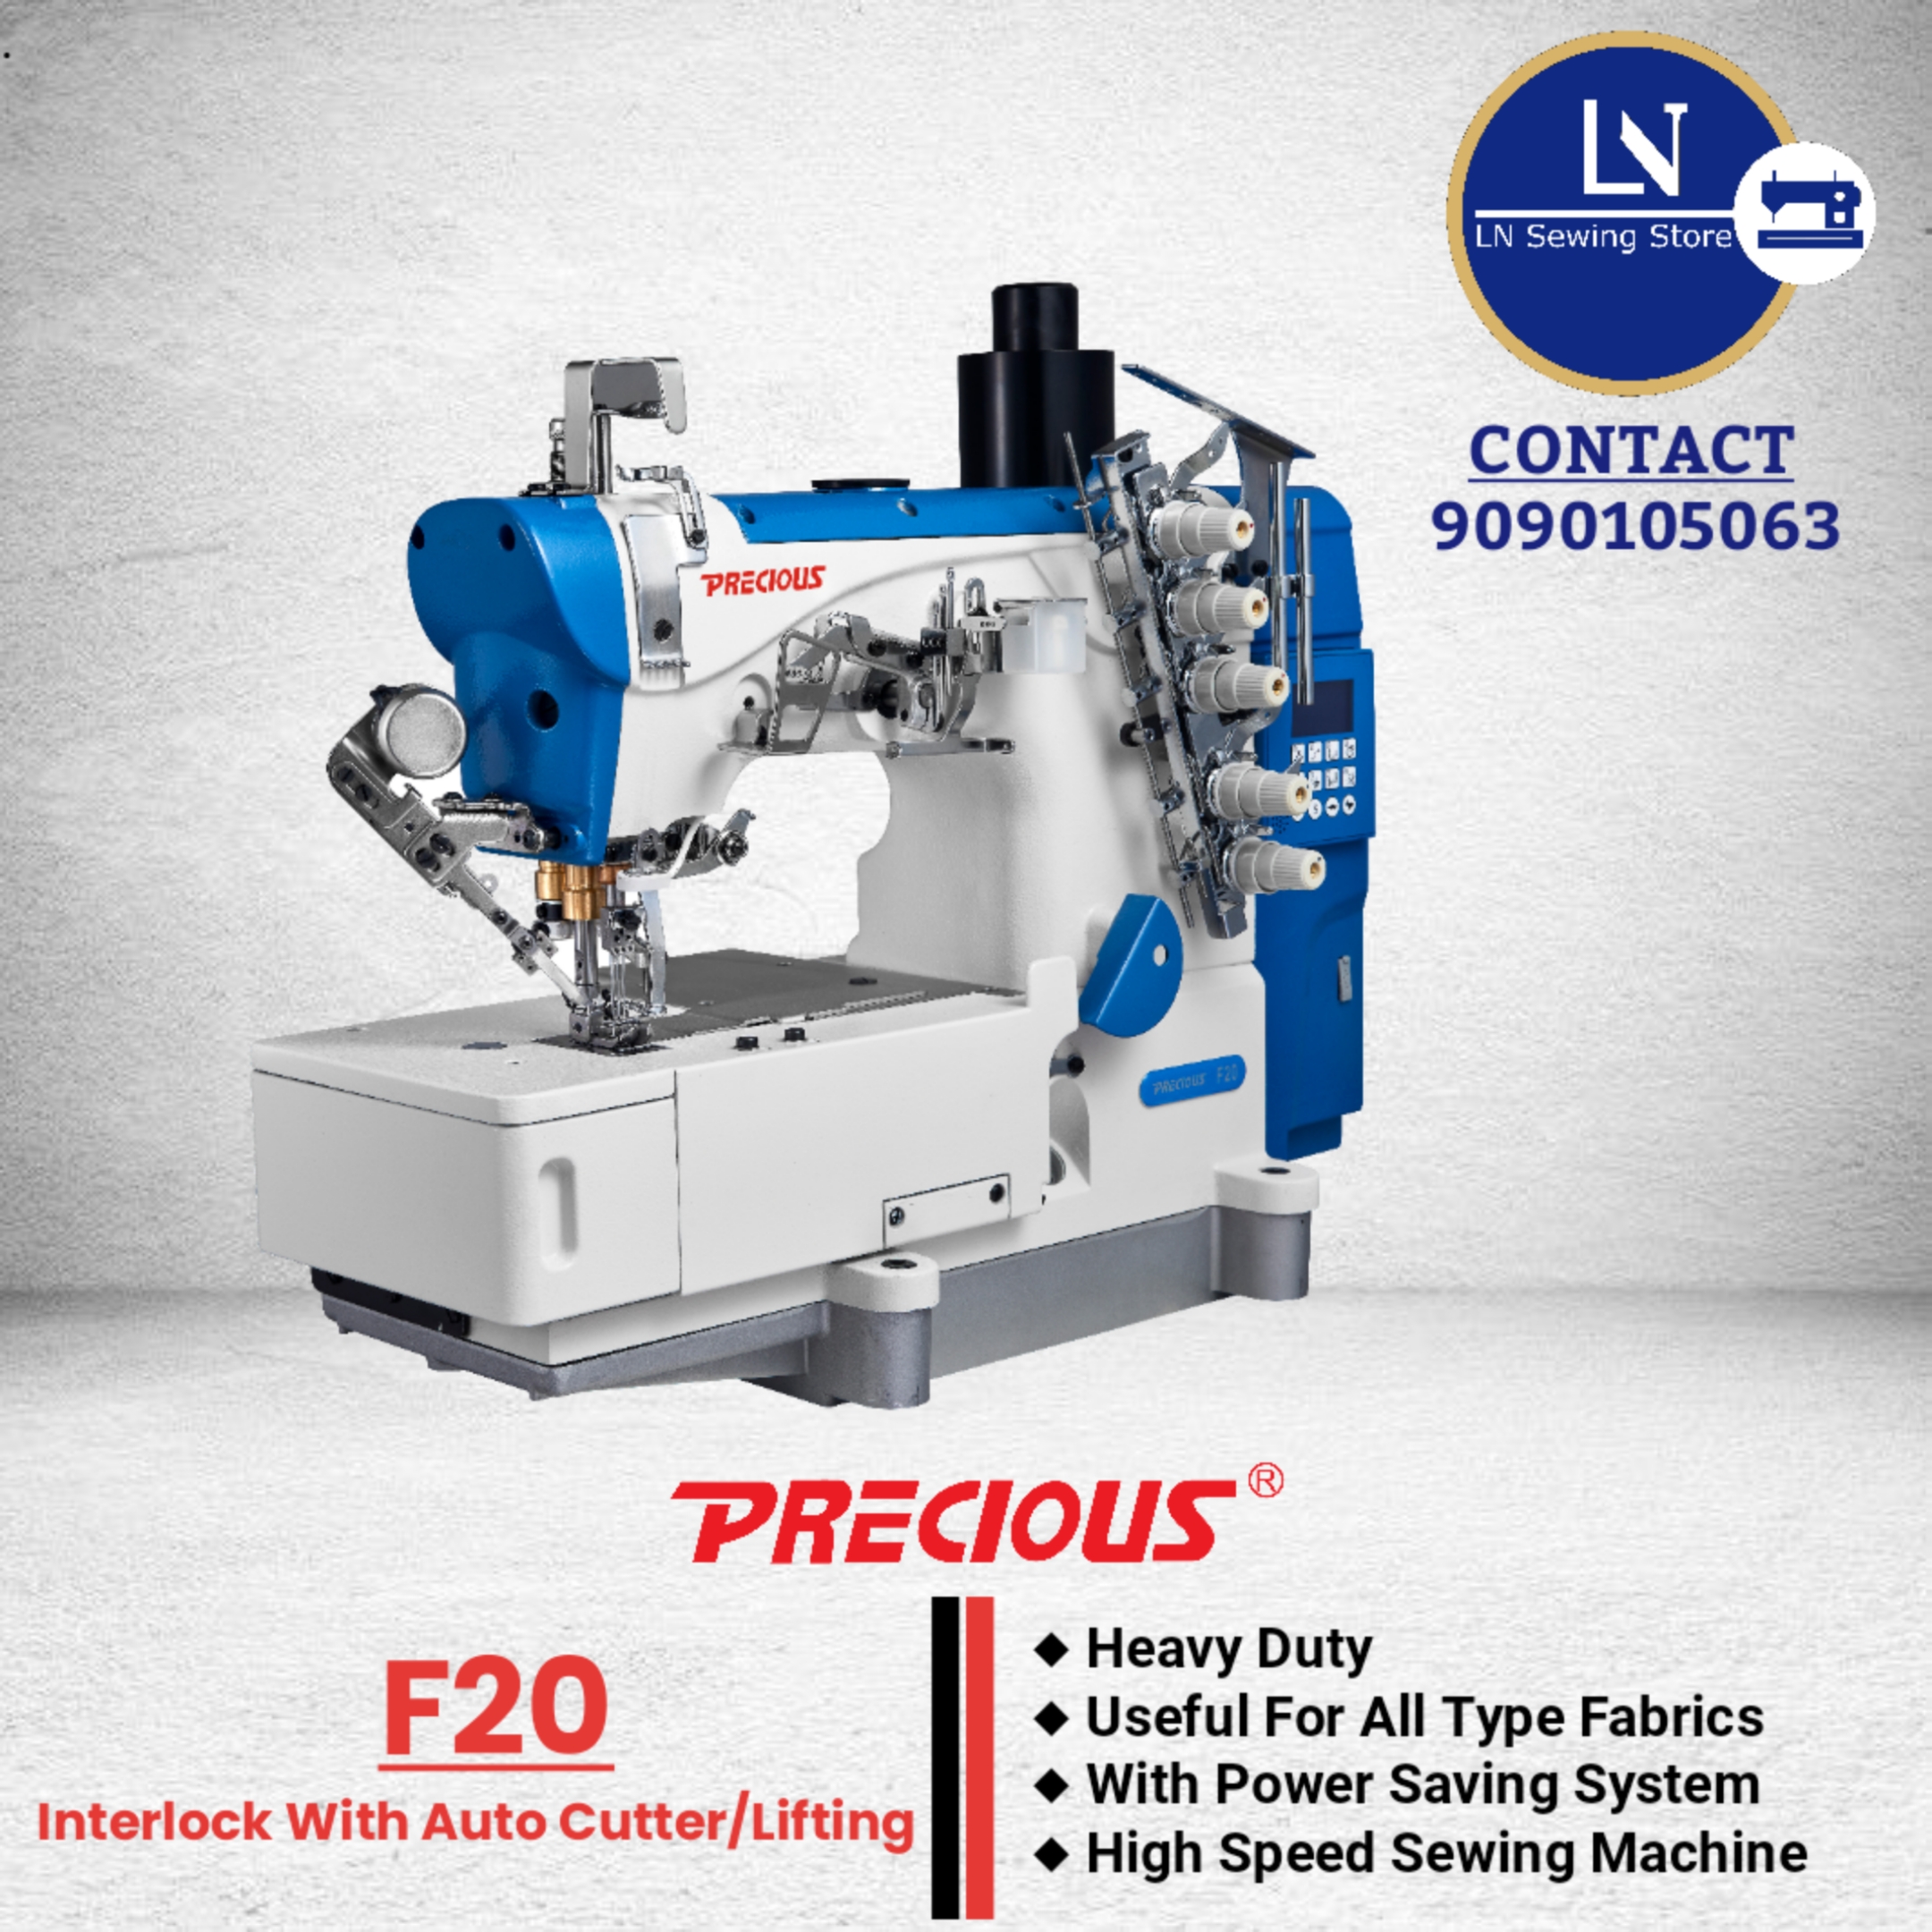 LN
LN Sewing Store
CONTACT
9090105063
PRECIOUS
PRECIOUS F20
PRECIOUS®
F20
Interlock With Auto Cutter/Lifting
◆ Heavy Duty
◆ Useful For All Type Fabrics
◆ With Power Saving System
◆ High Speed Sewing Machine